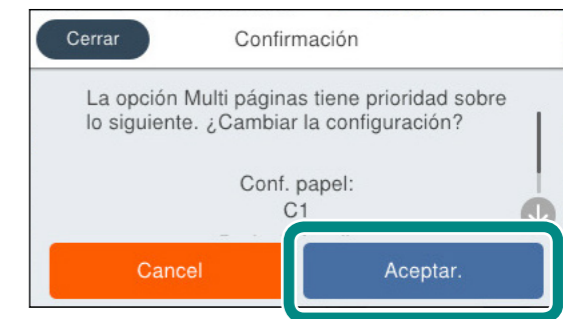 Cerrar
Confirmación
La opción Multi páginas tiene prioridad sobre
lo siguiente. ¿Cambiar la configuración?
Conf. papel:
C1
Cancel
Aceptar.